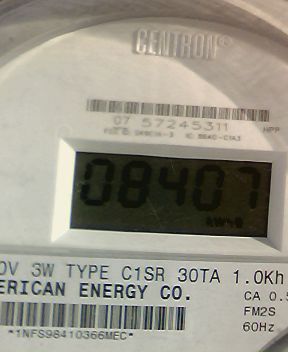 CENTRON®
07 57245311
HPP
08407
0V 3W TYPE C1SR 30TA 1.0Kh
ERICAN ENERGY CO.
CA 0.5
FM2S
60Hz
*1NFS98410366MEC*